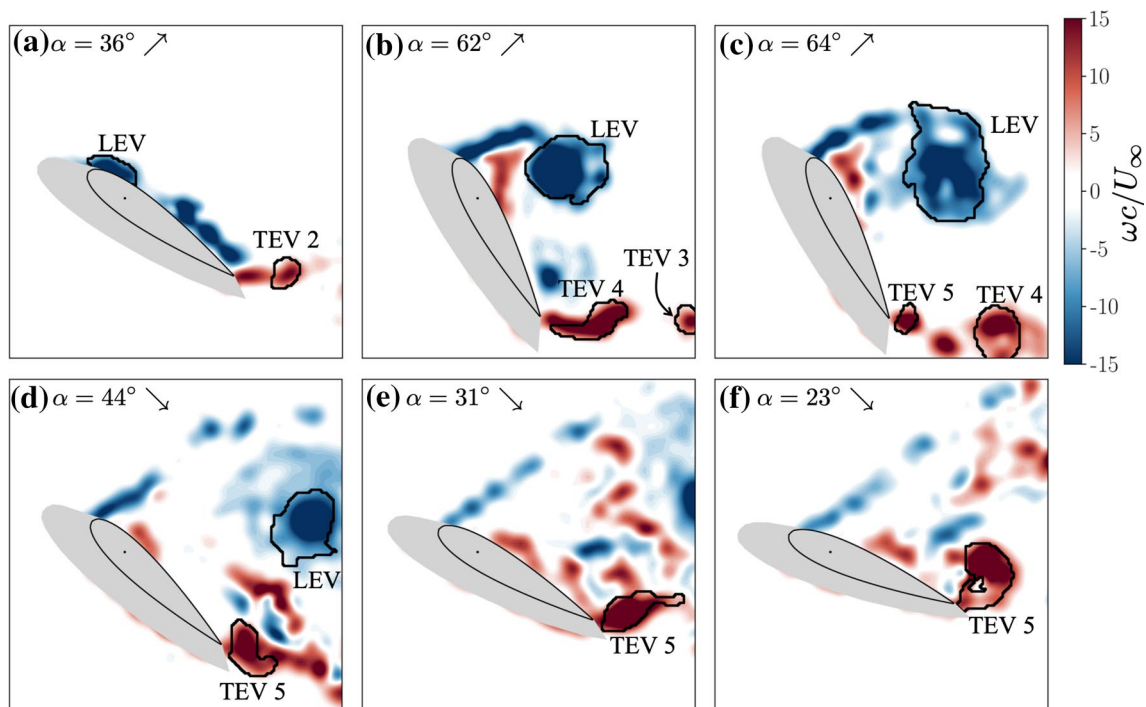 (a) α = 36° ↗
LEV
TEV 2
(b) α = 62° ↗
LEV
TEV 3
TEV 4
(c) α = 64° ↗
LEV
TEV 5
TEV 4
15
10
5
0
-5
-10
-15
ωc/U∞
(d) α = 44° ↘
LEV
TEV 5
(e) α = 31° ↘
TEV 5
(f) α = 23° ↘
TEV 5